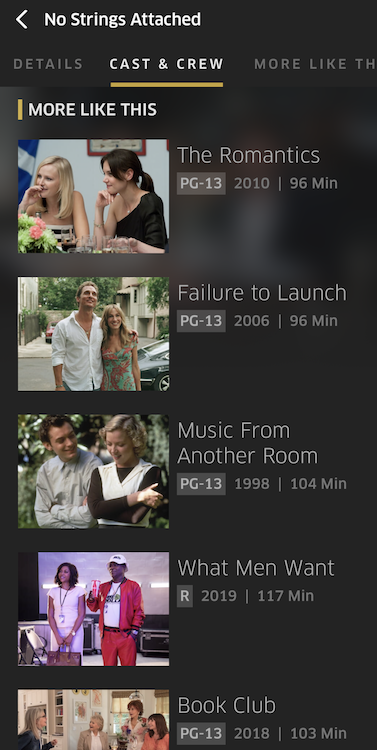 No Strings Attached
DETAILS CAST & CREW MORE LIKE TH
MORE LIKE THIS
The Romantics
PG-13 2010 | 96 Min
Failure to Launch
PG-13 2006 | 96 Min
Music From
Another Room
PG-13 1998 | 104 Min
What Men Want
R 2019 | 117 Min
Book Club
PG-13 2018 | 103 Min